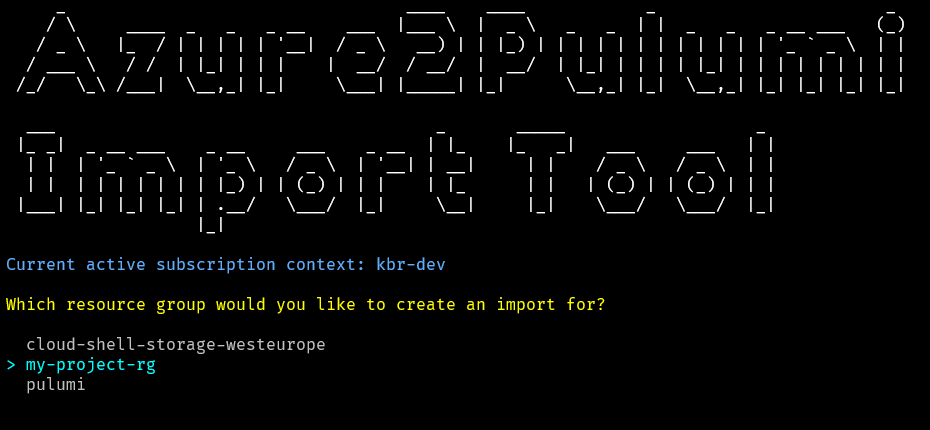 Azure2Pulumi
Import Tool
Current active subscription context: kbr-dev
Which resource group would you like to create an import for?
cloud-shell-storage-westeurope
> my-project-rg
pulumi